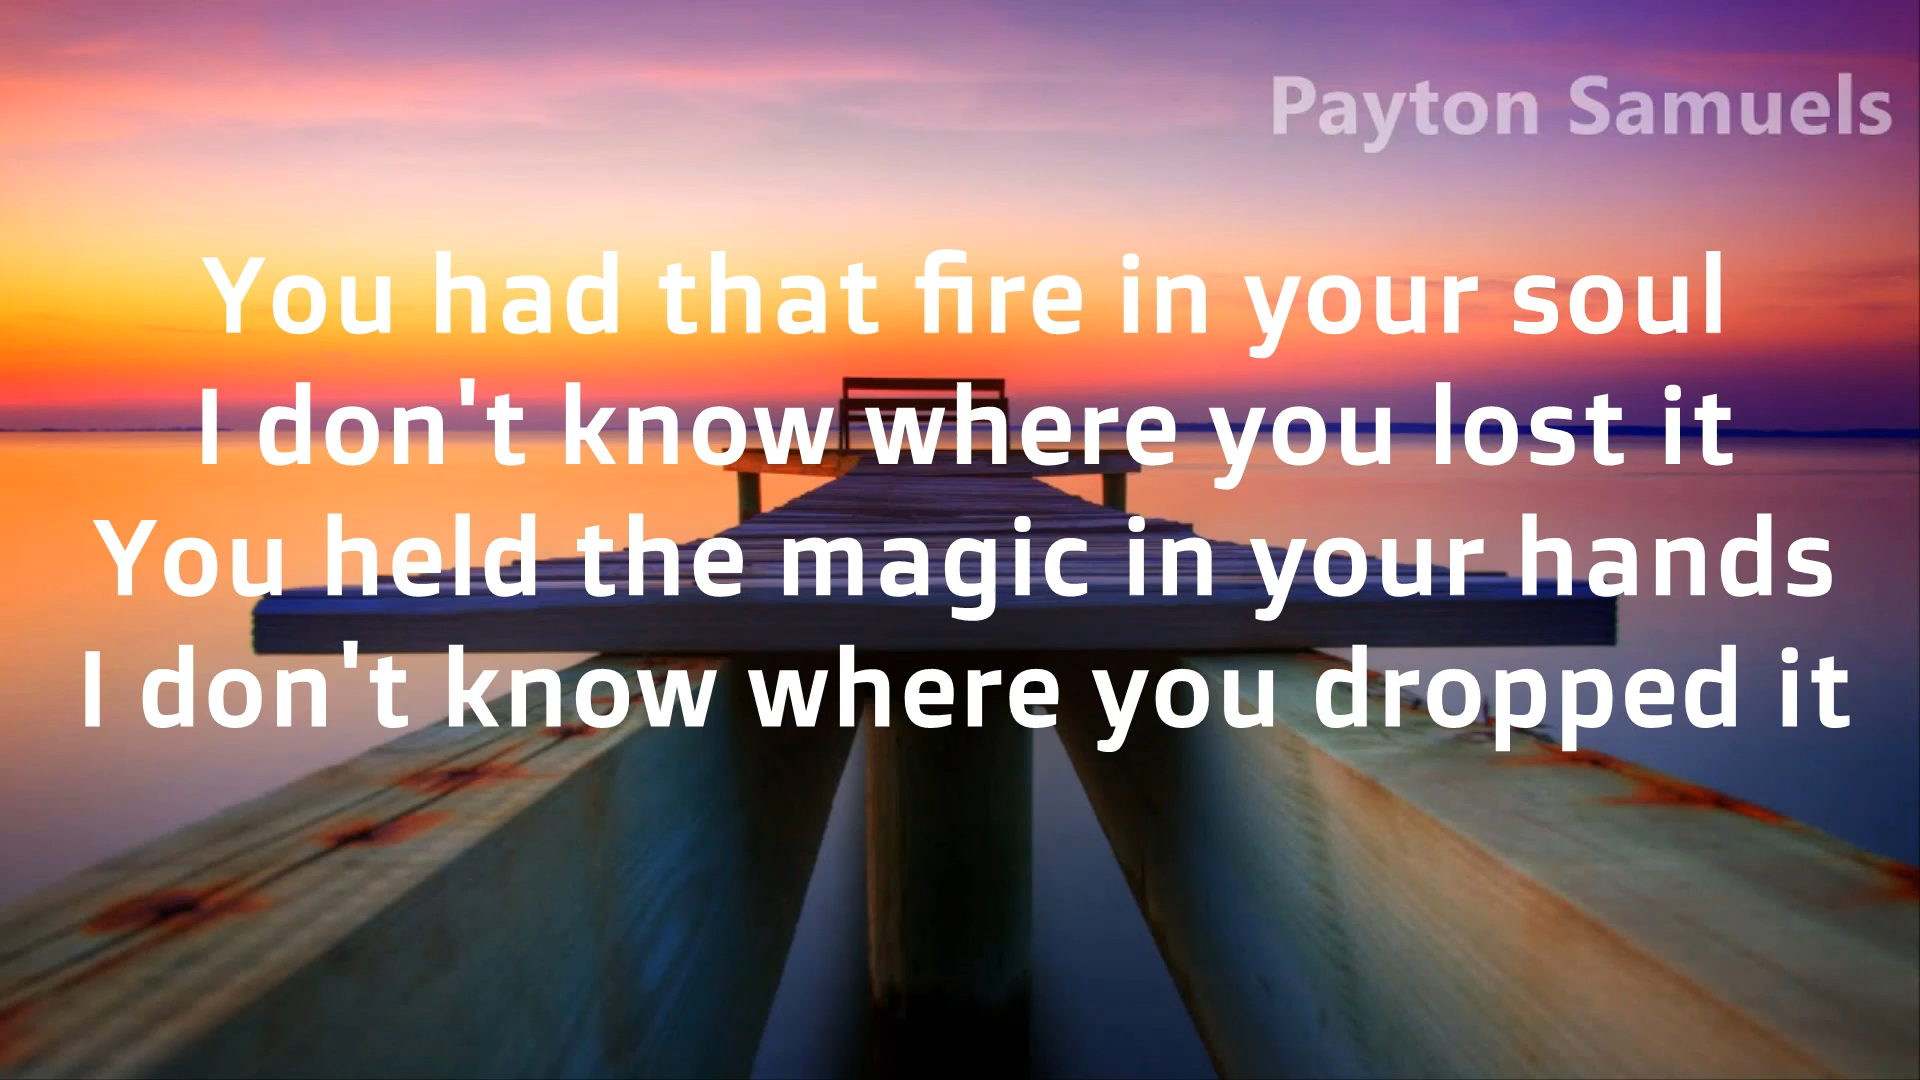 Payton Samuels
You had that fire in your soul
I don't know where you lost it
You held the magic in your hands
I don't know where you dropped it